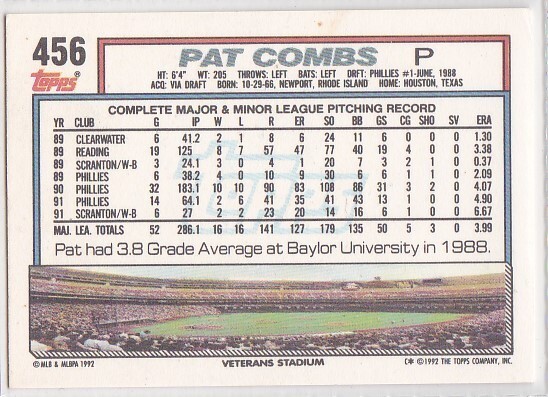 456
Topps®
PAT COMBS P
HT: 6'4" WT: 205 THROWS: LEFT BATS: LEFT DRFT: PHILLIES #1-JUNE, 1988
ACQ: VIA DRAFT BORN: 10-29-66, NEWPORT, RHODE ISLAND HOME: HOUSTON, TEXAS
COMPLETE MAJOR & MINOR LEAGUE PITCHING RECORD
YR CLUB G IP W L R ER SO BB GS CG SHO SV ERA
89 CLEARWATER 6 41.2 2 1 8 6 24 11 6 0 0 0 1.30
89 READING 19 125 8 7 57 47 77 40 19 4 0 0 3.38
89 SCRANTON/W-B 3 24.1 3 0 4 1 20 7 3 2 1 0 0.37
89 PHILLIES 6 38.2 4 0 10 9 30 6 6 1 1 0 2.09
90 PHILLIES 32 183.1 10 10 90 83 108 86 31 3 2 0 4.07
91 PHILLIES 14 64.1 2 6 41 35 41 43 13 1 0 0 4.90
91 SCRANTON/W-B 6 27 2 2 23 20 14 16 6 1 0 0 6.67
MAJ. LEA. TOTALS 52 286.1 16 16 141 127 179 135 50 5 3 0 3.99
Pat had 3.8 Grade Average at Baylor University in 1988.
© MLB & MLBPA 1992 VETERANS STADIUM C* © 1992 THE TOPPS COMPANY, INC.